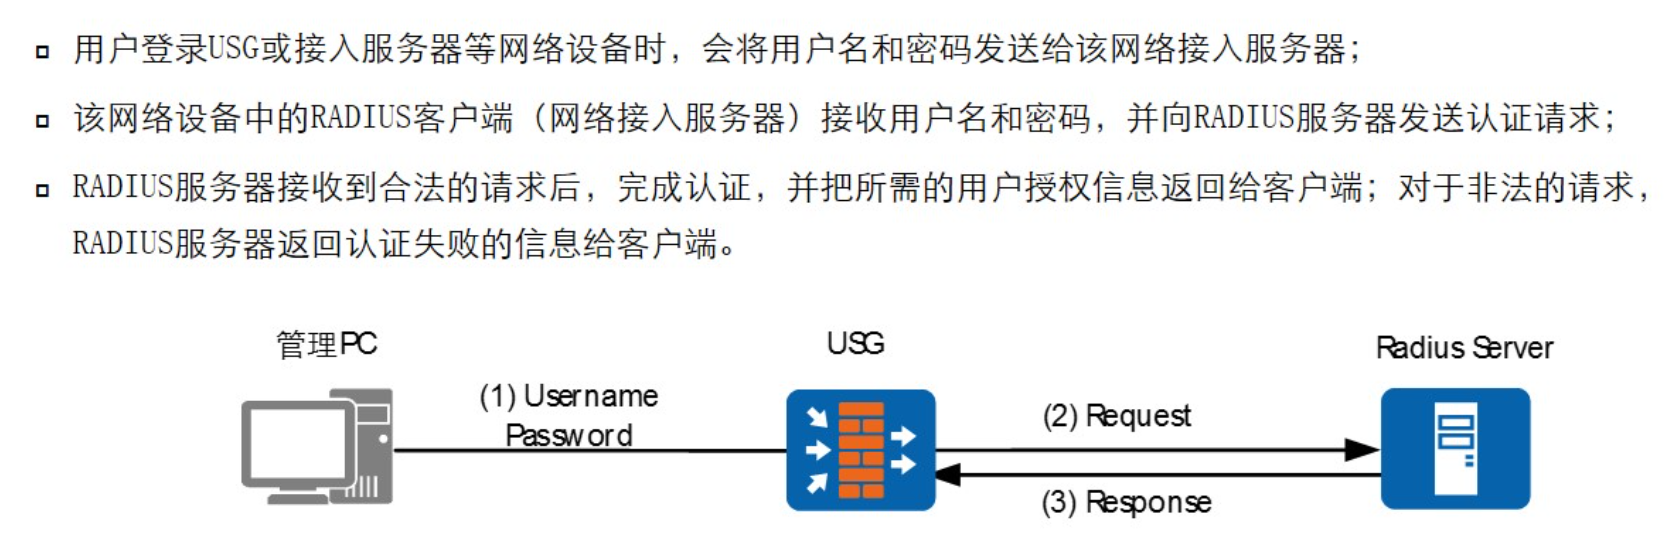 用户登录USG或接入服务器等网络设备时，会将用户名和密码发送给该网络接入服务器；
该网络设备中的RADIUS客户端（网络接入服务器）接收用户名和密码，并向RADIUS服务器发送认证请求；
RADIUS服务器接收到合法的请求后，完成认证，并把所需的用户授权信息返回给客户端；对于非法的请求，
RADIUS服务器返回认证失败的信息给客户端。
管理PC
USG
Radius Server
(1) Username
Password
(2) Request
(3) Response